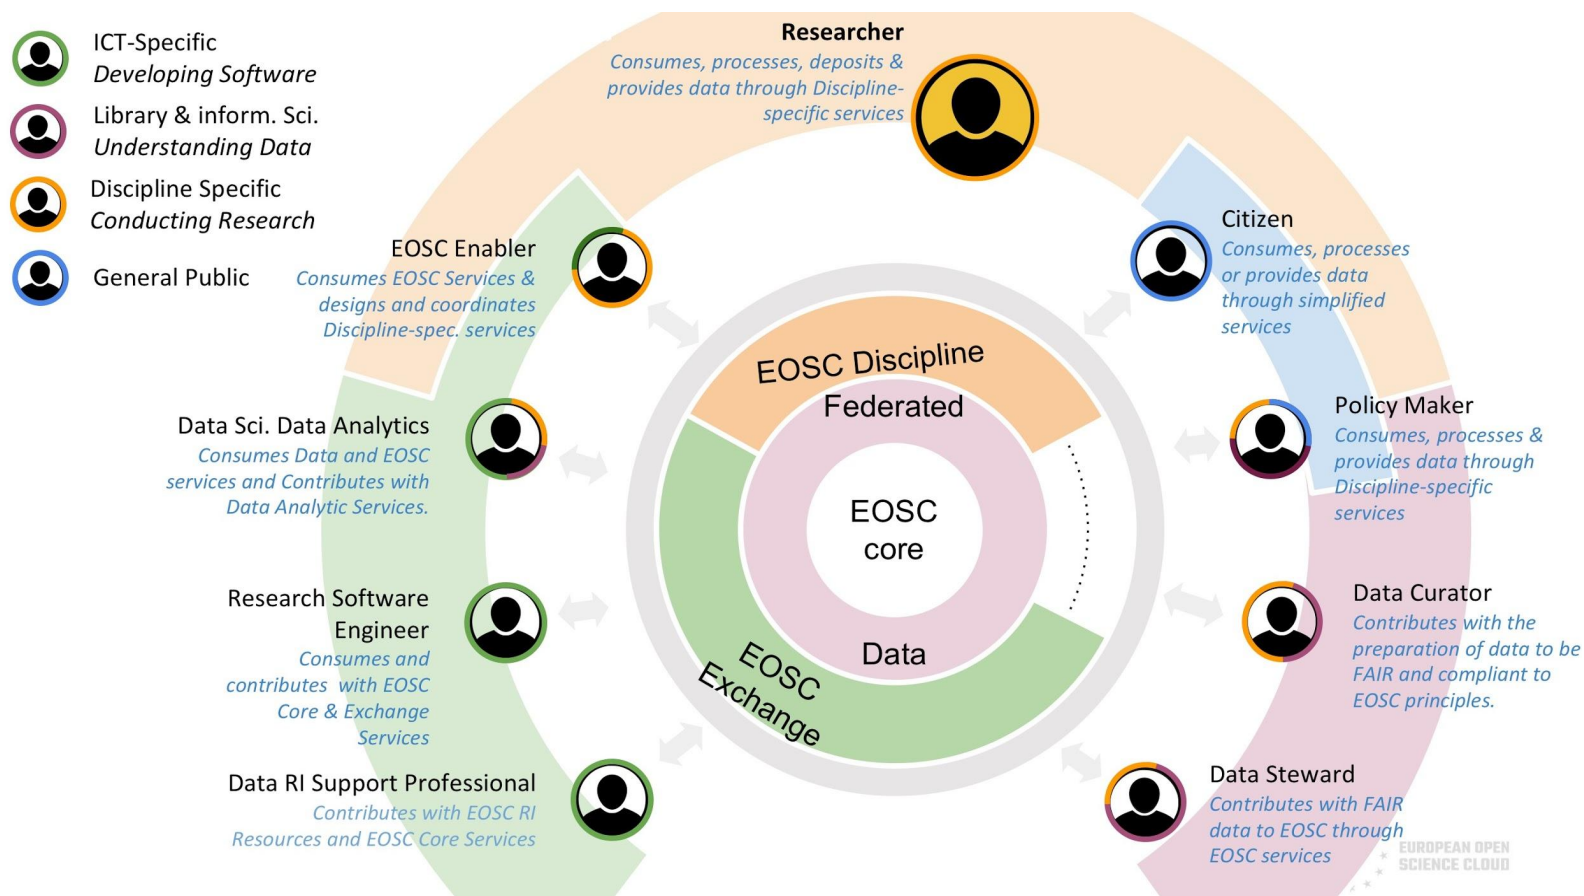 ICT-Specific
Developing Software
Library & inform. Sci.
Understanding Data
Discipline Specific
Conducting Research
General Public
Researcher
Consumes, processes, deposits &
provides data through Discipline-
specific services
EOSC Enabler
Consumes EOSC Services &
designs and coordinates
Discipline-spec. services
Citizen
Consumes, processes
or provides data
through simplified
services
Data Sci. Data Analytics
Consumes Data and EOSC
services and Contributes with
Data Analytic Services.
Policy Maker
Consumes, processes &
provides data through
Discipline-specific
services
Research Software
Engineer
Consumes and
contributes with EOSC
Core & Exchange
Services
Data Curator
Contributes with the
preparation of data to be
FAIR and compliant to
EOSC principles.
Data RI Support Professional
Contributes with EOSC RI
Resources and EOSC Core Services
Data Steward
Contributes with FAIR
data to EOSC through
EOSC services
EOSC Discipline
Federated
EOSC
core
Data
EOSC
Exchange
EUROPEAN OPEN
SCIENCE CLOUD